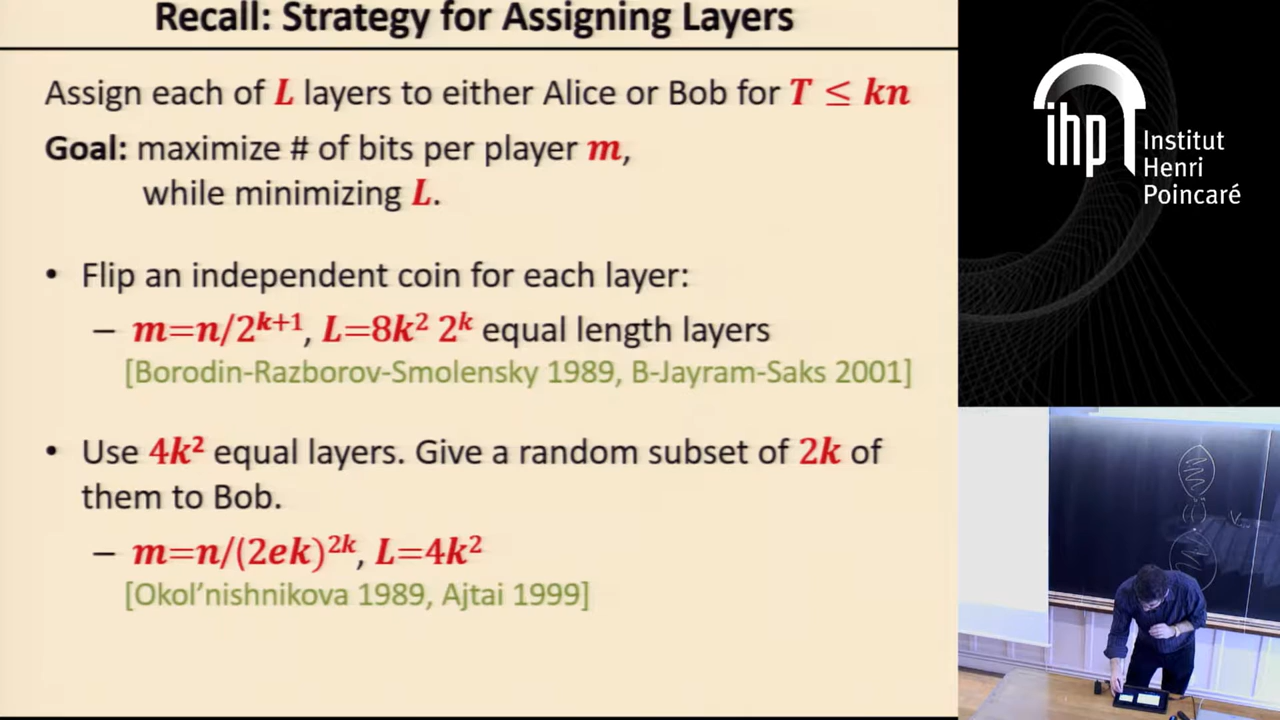 Recall: Strategy for Assigning Layers
Assign each of L layers to either Alice or Bob for T ≤ kn
Goal: maximize # of bits per player m,
while minimizing L.
• Flip an independent coin for each layer:
– m=n/2^{k+1}, L=8k² 2^k equal length layers
[Borodin-Razborov-Smolensky 1989, B-Jayram-Saks 2001]
• Use 4k² equal layers. Give a random subset of 2k of
them to Bob.
– m=n/(2ek)^{2k}, L=4k²
[Okol’nishnikova 1989, Ajtai 1999]
ihp
Institut
Henri
Poincaré